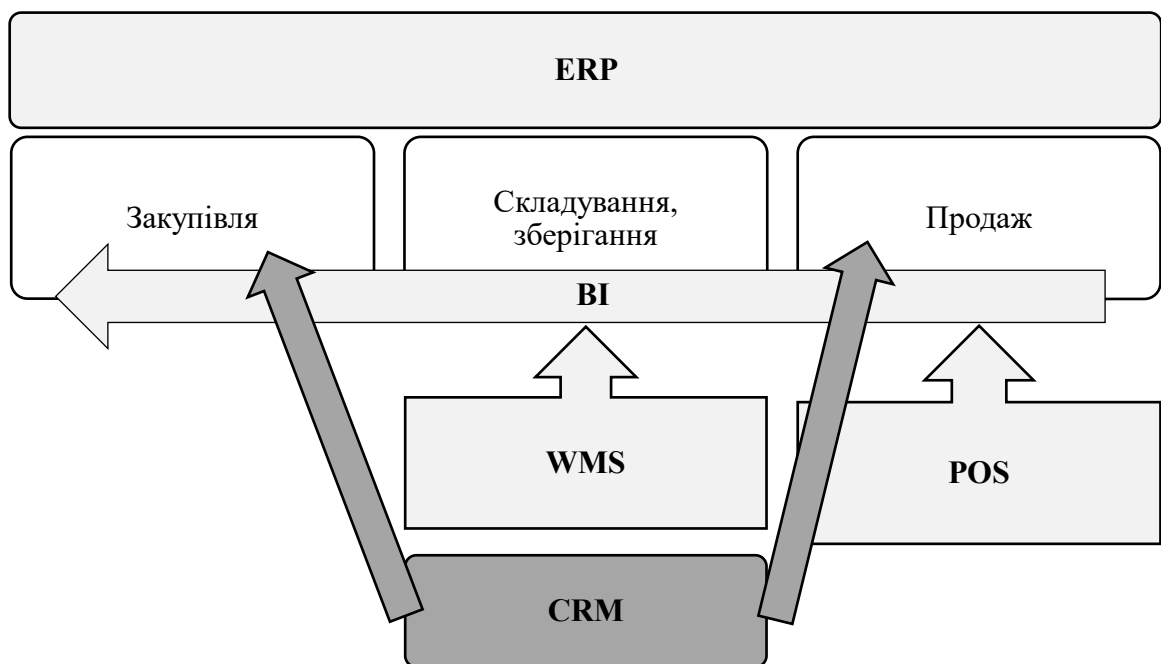 ERP
Закупівля
Складування,
зберігання
Продаж
BI
WMS
POS
CRM